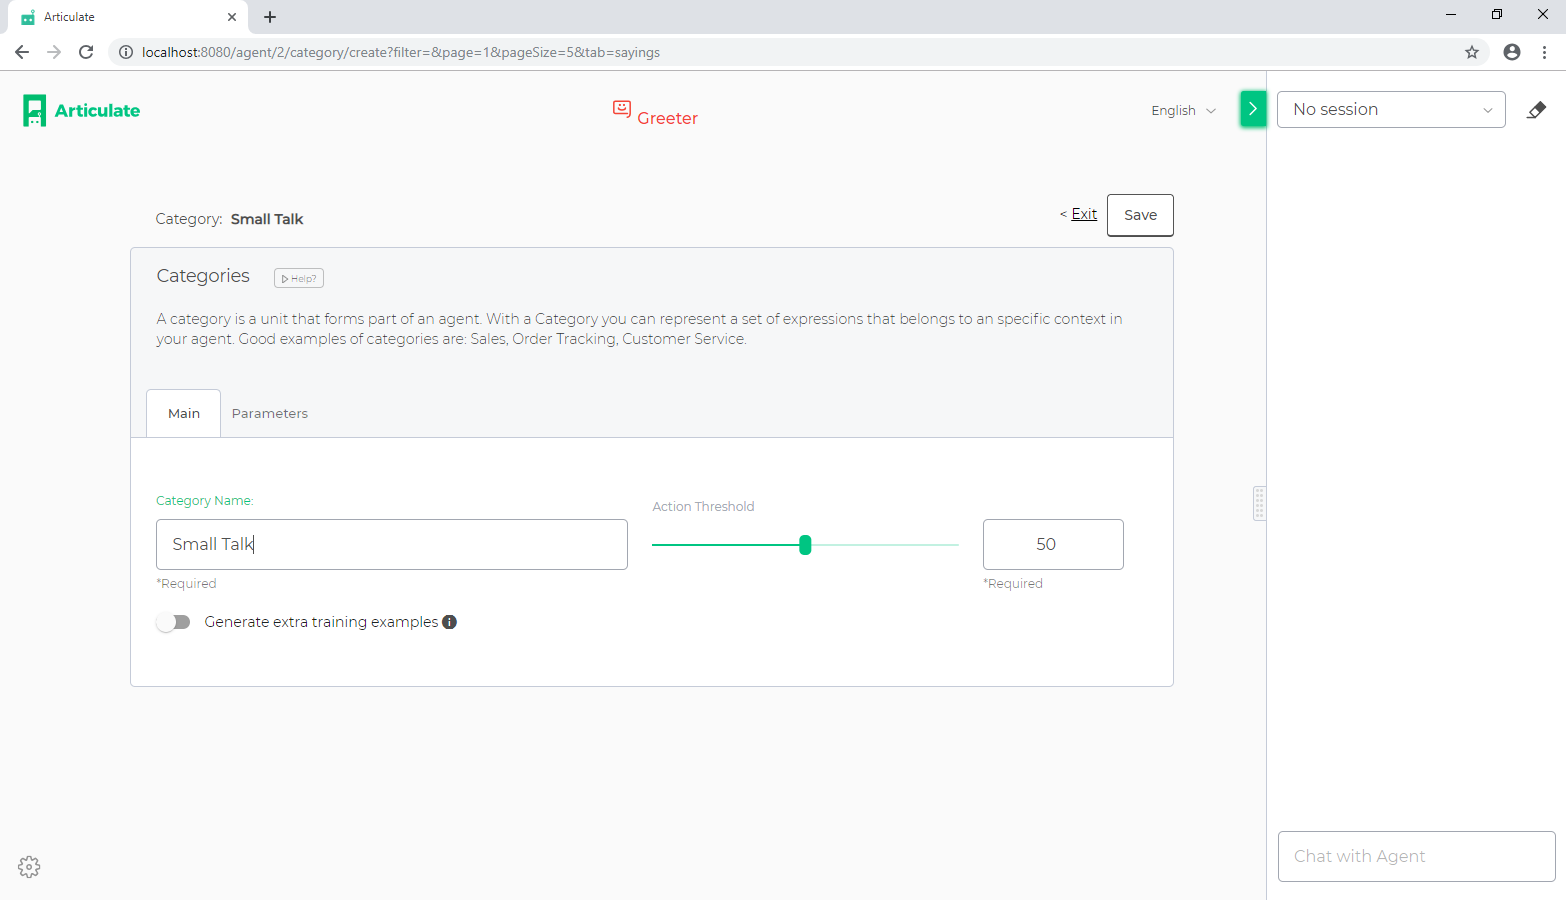 Articulate
localhost:8080/agent/2/category/create?filter=&page=1&pageSize=5&tab=sayings
Articulate
Greeter
English
No session
Category: Small Talk
< Exit
Save
Categories
Help?
A category is a unit that forms part of an agent. With a Category you can represent a set of expressions that belongs to an specific context in
your agent. Good examples of categories are: Sales, Order Tracking, Customer Service.
Main
Parameters
Category Name:
Action Threshold
Small Talk
50
*Required
*Required
Generate extra training examples
Chat with Agent